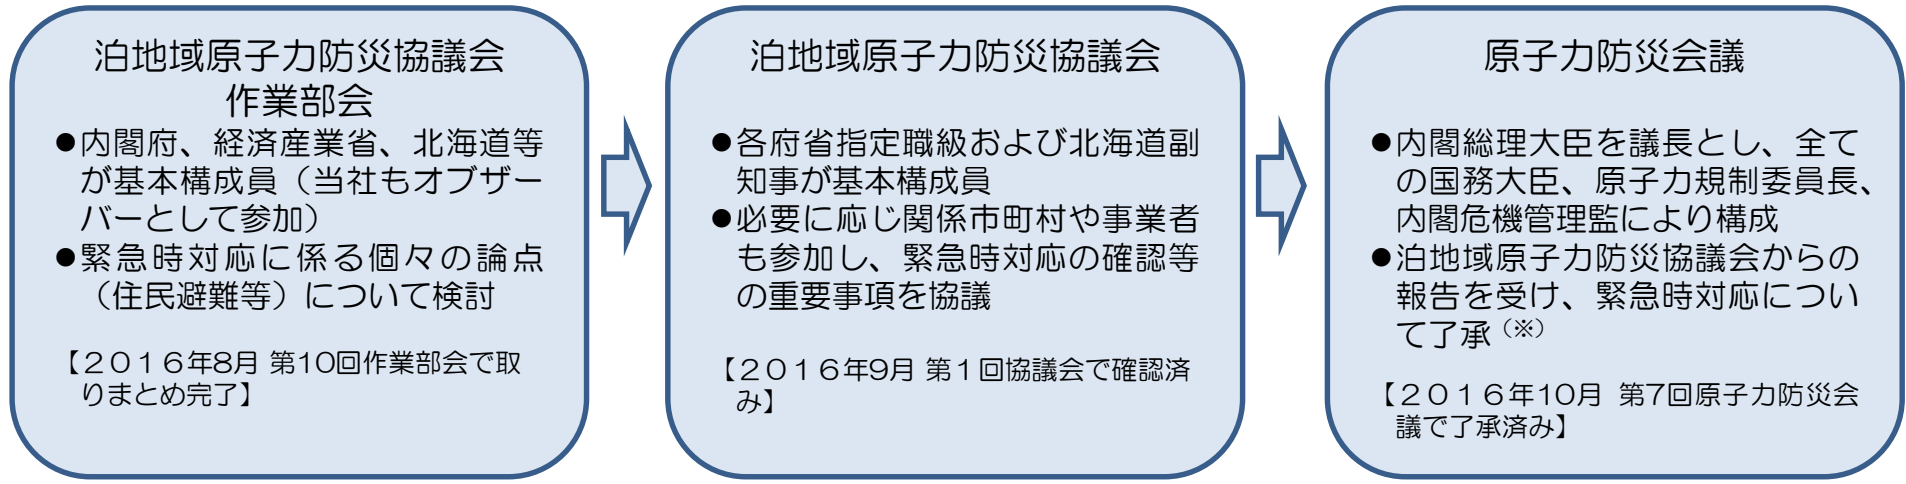 泊地域原子力防災協議会
作業部会
●内閣府、経済産業省、北海道等
が基本構成員（当社もオブザー
バーとして参加）
●緊急時対応に係る個々の論点
（住民避難等）について検討
【２０１６年8月 第10回作業部会で取
りまとめ完了】
泊地域原子力防災協議会
●各府省指定職級および北海道副
知事が基本構成員
●必要に応じ関係市町村や事業者
も参加し、緊急時対応の確認等
の重要事項を協議
【２０１６年9月 第１回協議会で確認済
み】
原子力防災会議
●内閣総理大臣を議長とし、全て
の国務大臣、原子力規制委員長、
内閣危機管理監により構成
●泊地域原子力防災協議会からの
報告を受け、緊急時対応につい
て了承（※）
【２０１６年10月 第7回原子力防災会
議で了承済み】